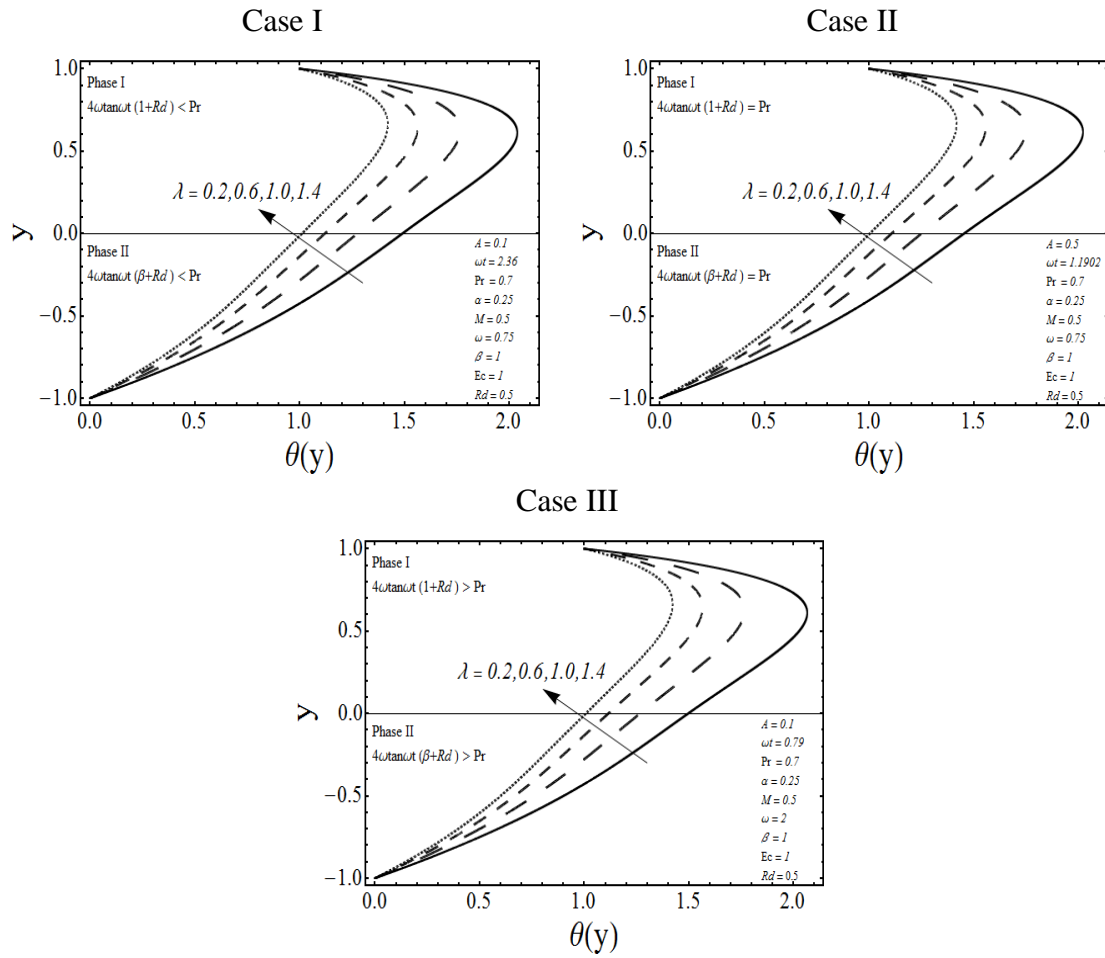 Case I
1.0
Phase I
4ωtanωt (1+Rd ) < Pr
0.5
λ = 0.2,0.6,1.0,1.4
y
0.0
Phase II
4ωtanωt (β+Rd ) < Pr
A = 0.1
ωt = 2.36
Pr = 0.7
α = 0.25
M = 0.5
ω = 0.75
β = 1
Ec = 1
Rd = 0.5
−0.5
−1.0
0.0 0.5 1.0 1.5 2.0
θ(y)
Case II
1.0
Phase I
4ωtanωt (1+Rd ) = Pr
0.5
λ = 0.2,0.6,1.0,1.4
y
0.0
Phase II
4ωtanωt (β+Rd ) = Pr
A = 0.5
ωt = 1.1902
Pr = 0.7
α = 0.25
M = 0.5
ω = 0.75
β = 1
Ec = 1
Rd = 0.5
−0.5
−1.0
0.0 0.5 1.0 1.5 2.0
θ(y)
Case III
1.0
Phase I
4ωtanωt (1+Rd ) > Pr
0.5
λ = 0.2,0.6,1.0,1.4
y
0.0
Phase II
4ωtanωt (β+Rd ) > Pr
A = 0.1
ωt = 0.79
Pr = 0.7
α = 0.25
M = 0.5
ω = 2
β = 1
Ec = 1
Rd = 0.5
−0.5
−1.0
0.0 0.5 1.0 1.5 2.0
θ(y)